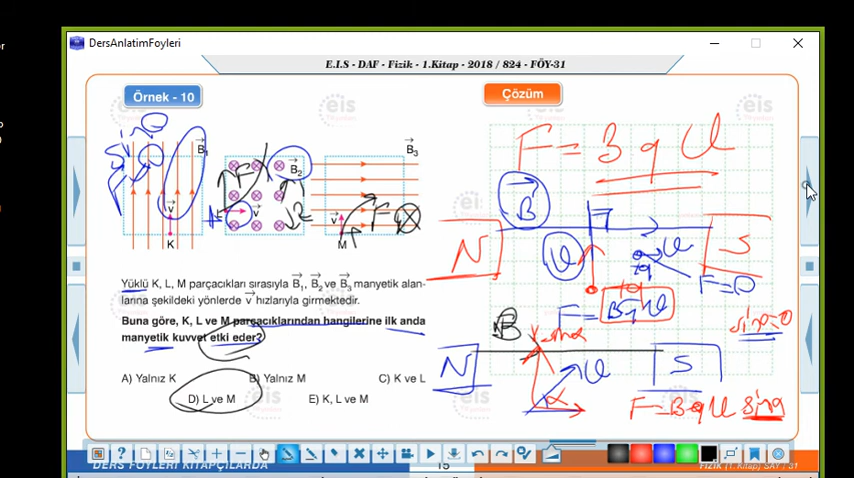 DersAnlatimFoyleri
E.I.S - DAF - Fizik - 1.Kitap - 2018 / 824 - FÖY-31
Örnek - 10
Çözüm
eis
B₁
B₂
B₃
v
K
v
v
M
F
F = B q U
B
N
S
U
F = 0
F = B q U
sin α = 0
B
V sin α
N
S
U
α
F = B q U sin α
Yüklü K, L, M parçacıkları sırasıyla B₁, B₂ ve B₃ manyetik alan-
larına şekildeki yönlerde v hızlarıyla girmektedir.
Buna göre, K, L ve M parçacıklarından hangilerine ilk anda
manyetik kuvvet etki eder?
A) Yalnız K B) Yalnız M C) K ve L
D) L ve M E) K, L ve M
DERS FÖYLERİ KİTAPÇILARDA 15 FİZİK (1. Kitap) SAY / 31